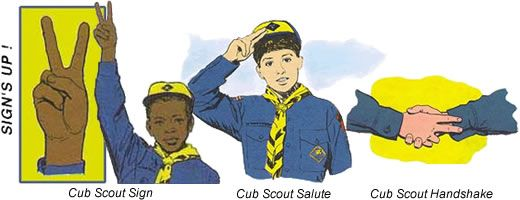 SIGN'S UP !
Cub Scout Sign
Cub Scout Salute
Cub Scout Handshake